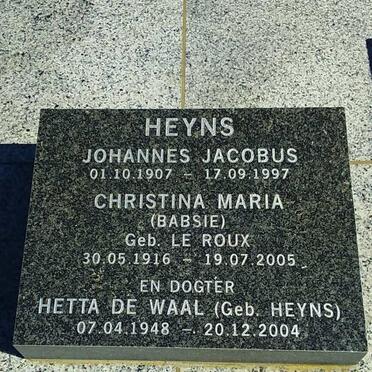 HEYNS
JOHANNES JACOBUS
01.10.1907 – 17.09.1997
CHRISTINA MARIA
(BABSIE)
Geb. LE ROUX
30.05.1916 – 19.07.2005
EN DOGTER
HETTA DE WAAL (Geb. HEYNS)
07.04.1948 – 20.12.2004